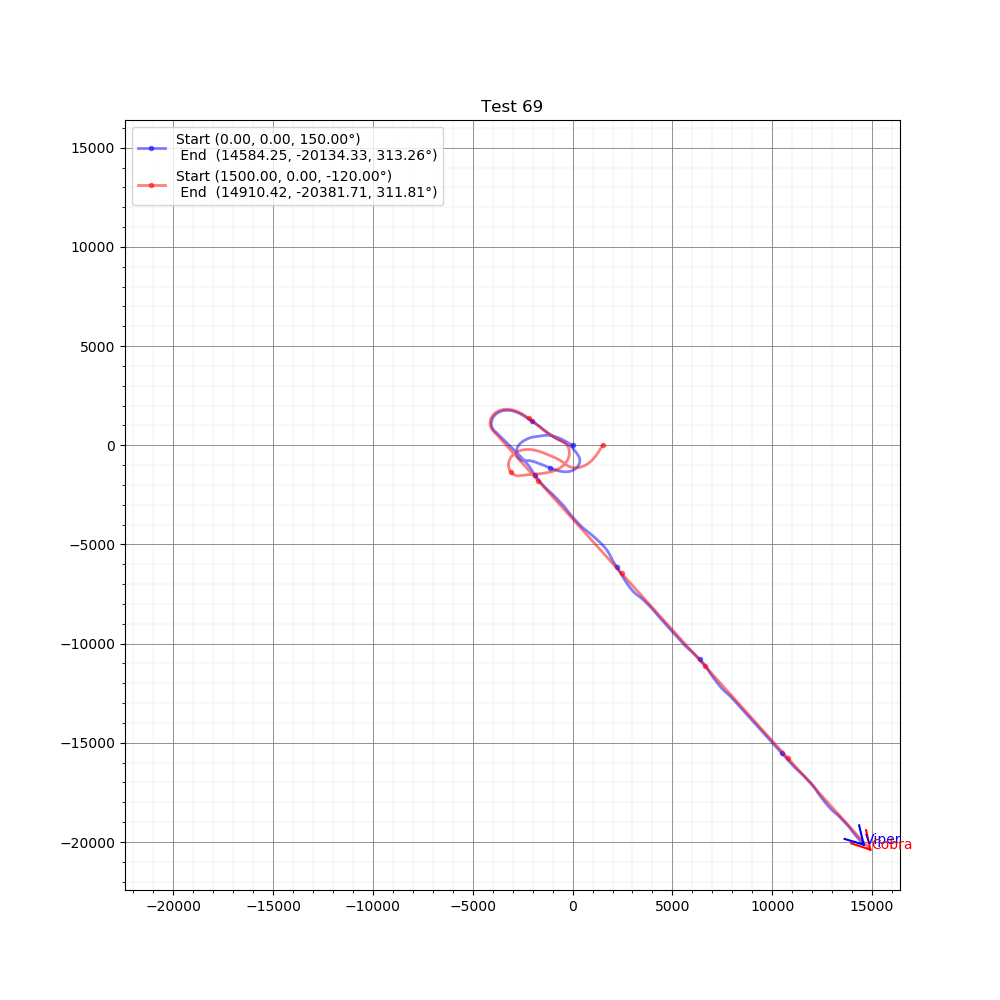 Test 69
Start (0.00, 0.00, 150.00°)
End (14584.25, -20134.33, 313.26°)
Start (1500.00, 0.00, -120.00°)
End (14910.42, -20381.71, 311.81°)
15000
10000
5000
0
−5000
−10000
−15000
−20000
Viper
Cobra
−20000 −15000 −10000 −5000 0 5000 10000 15000